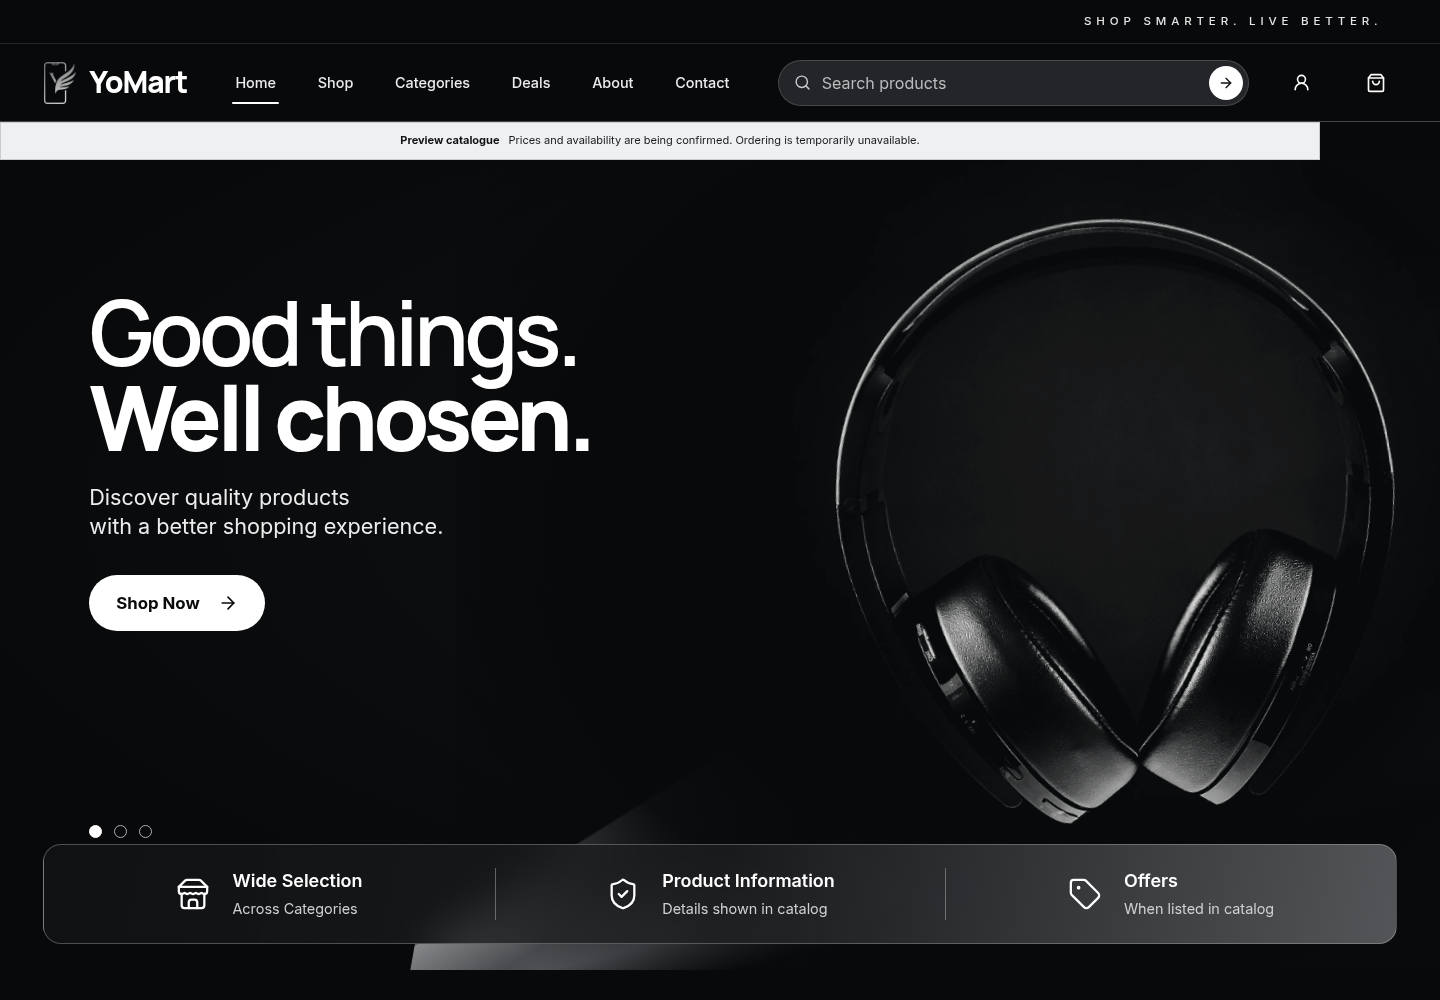 SHOP SMARTER. LIVE BETTER.
YoMart
Home Shop Categories Deals About Contact
Search products
Preview catalogue Prices and availability are being confirmed. Ordering is temporarily unavailable.
Good things.
Well chosen.
Discover quality products
with a better shopping experience.
Shop Now
Wide Selection
Across Categories
Product Information
Details shown in catalog
Offers
When listed in catalog